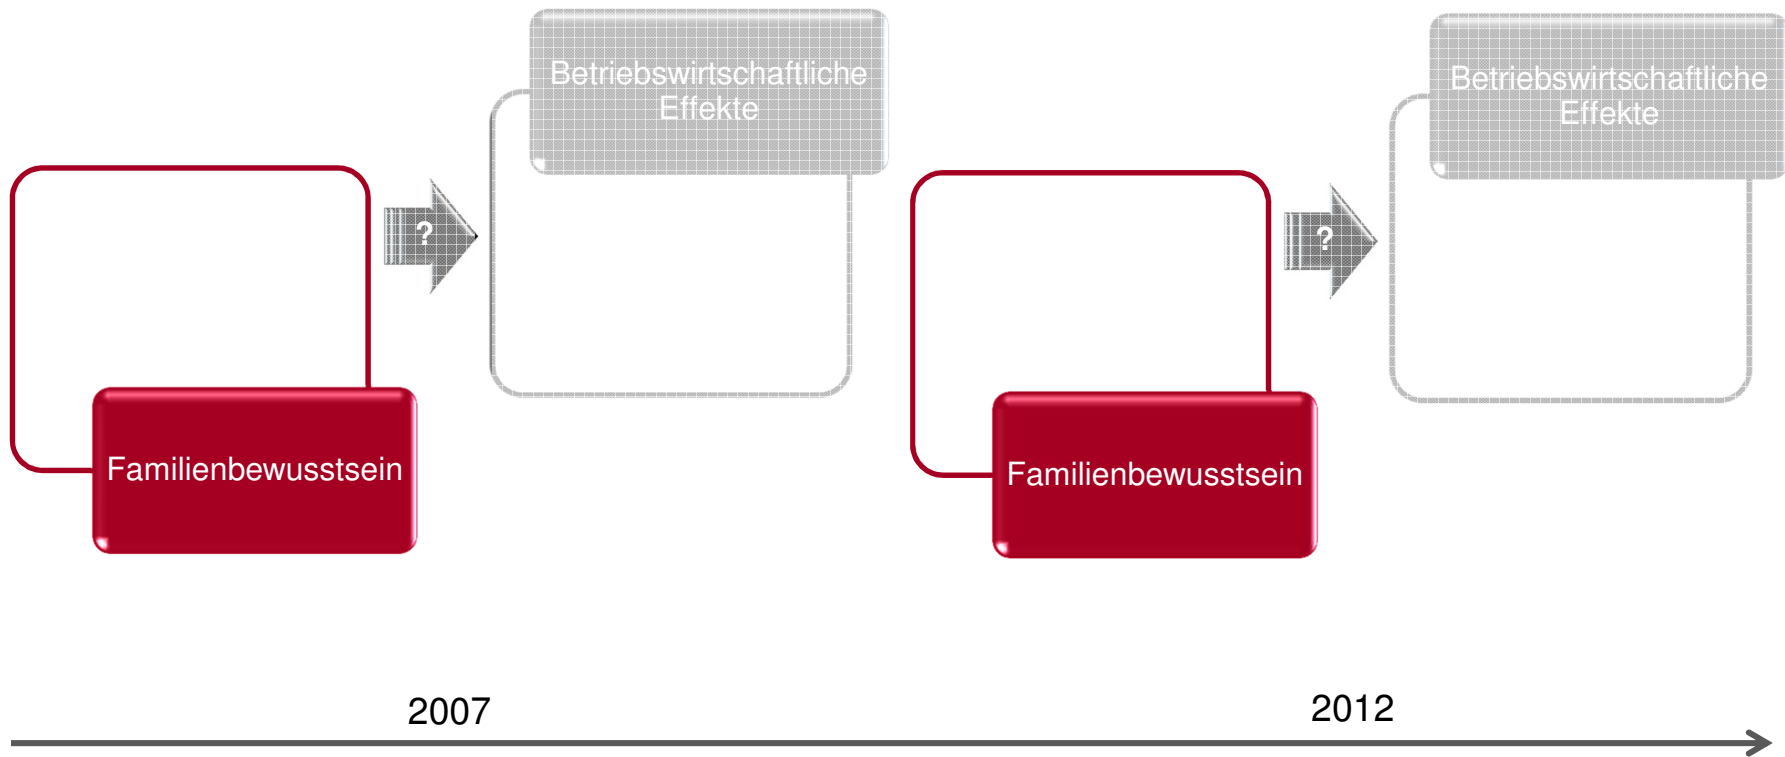 Betriebswirtschaftliche
Effekte
?
Familienbewusstsein
Betriebswirtschaftliche
Effekte
?
Familienbewusstsein
2007
2012